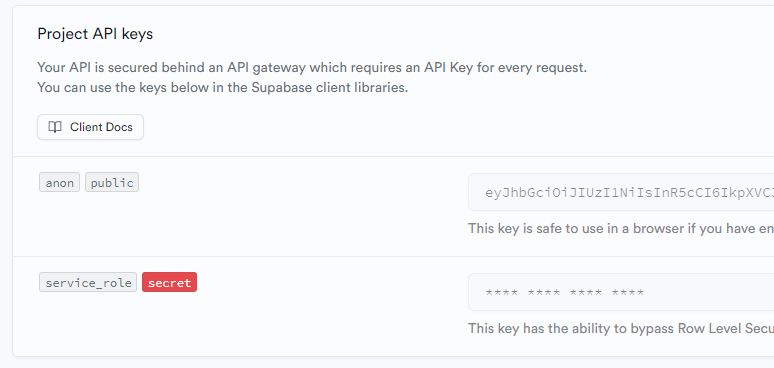 Project API keys
Your API is secured behind an API gateway which requires an API Key for every request.
You can use the keys below in the Supabase client libraries.
Client Docs
anon public
eyJhbGciOiJIUzI1NiIsInR5cCI6IkpXVCJ
This key is safe to use in a browser if you have en
service_role secret
**** **** **** ****
This key has the ability to bypass Row Level Secu